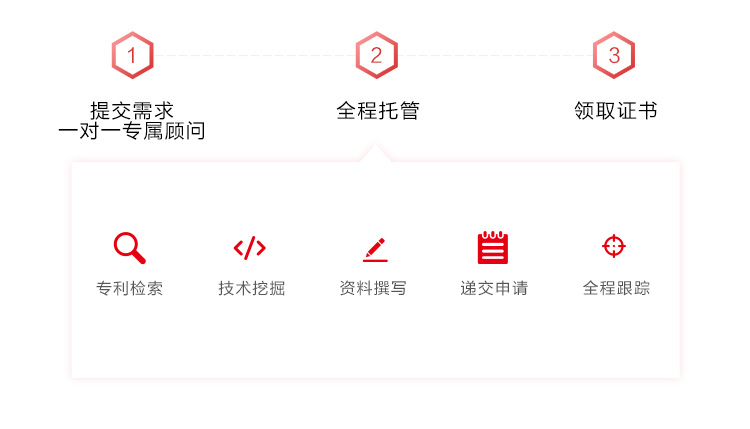 1
2
3
提交需求
一对一专属顾问
全程托管
领取证书
专利检索
技术挖掘
资料撰写
递交申请
全程跟踪